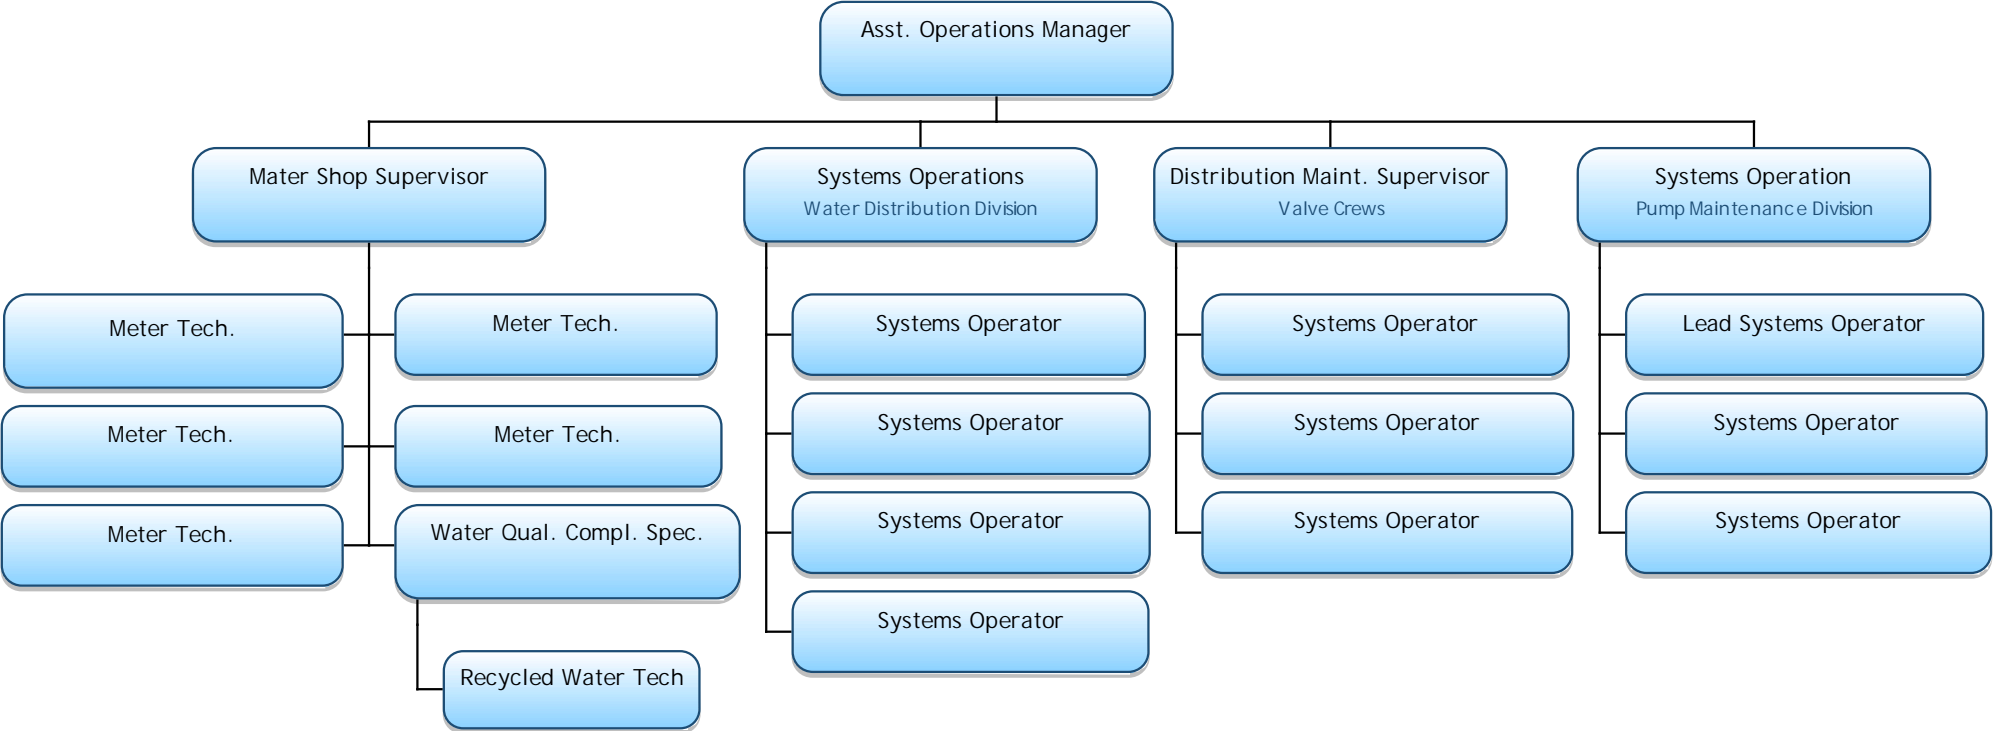 Asst. Operations Manager
Mater Shop Supervisor
Systems Operations
Water Distribution Division
Distribution Maint. Supervisor
Valve Crews
Systems Operation
Pump Maintenance Division
Meter Tech.
Meter Tech.
Systems Operator
Systems Operator
Lead Systems Operator
Meter Tech.
Meter Tech.
Systems Operator
Systems Operator
Systems Operator
Meter Tech.
Water Qual. Compl. Spec.
Systems Operator
Systems Operator
Systems Operator
Systems Operator
Recycled Water Tech